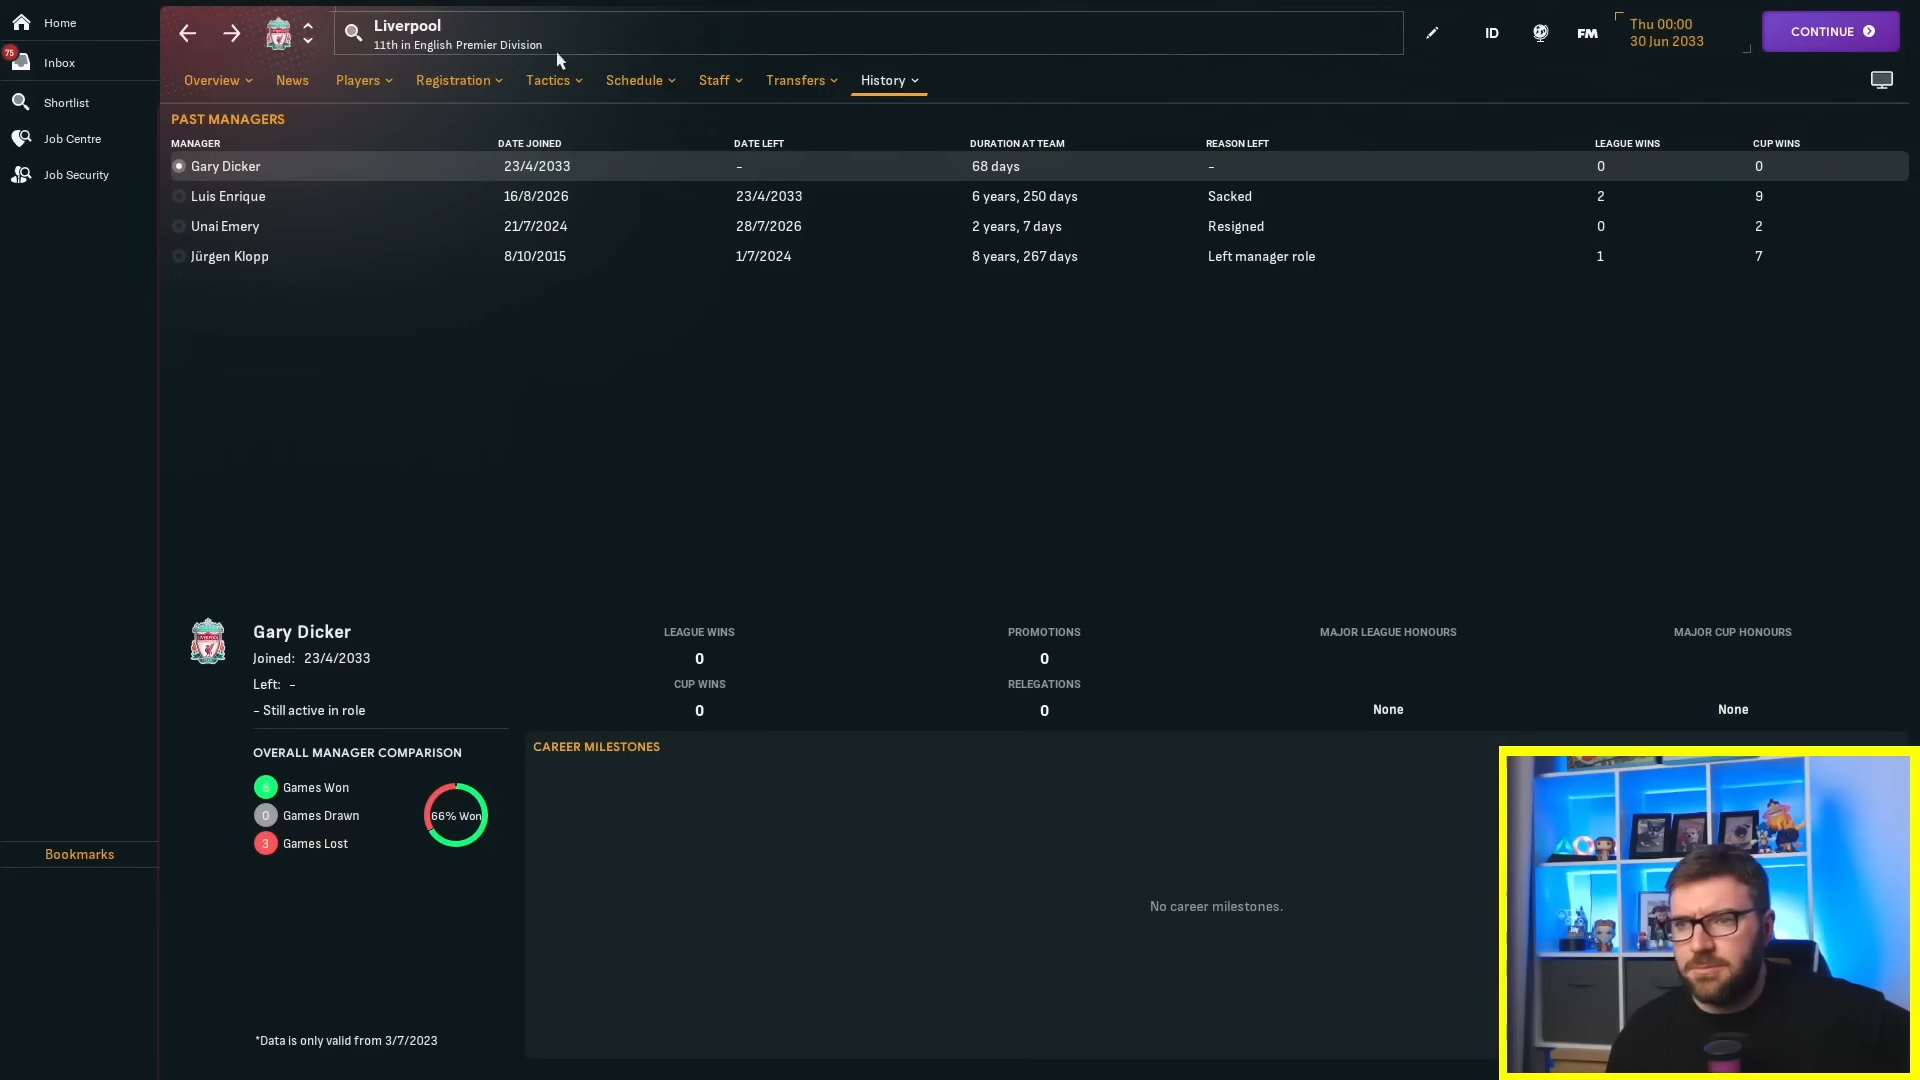 Home
75
Inbox
Shortlist
Job Centre
Job Security
Bookmarks
Liverpool
11th in English Premier Division
ID
FM
Thu 00:00
30 Jun 2033
CONTINUE
Overview News Players Registration Tactics Schedule Staff Transfers History
PAST MANAGERS
MANAGER DATE JOINED DATE LEFT DURATION AT TEAM REASON LEFT LEAGUE WINS CUP WINS
Gary Dicker 23/4/2033 - 68 days - 0 0
Luis Enrique 16/8/2026 23/4/2033 6 years, 250 days Sacked 2 9
Unai Emery 21/7/2024 28/7/2026 2 years, 7 days Resigned 0 2
Jürgen Klopp 8/10/2015 1/7/2024 8 years, 267 days Left manager role 1 7
Gary Dicker
Joined: 23/4/2033
Left: -
- Still active in role
LEAGUE WINS
0
CUP WINS
0
PROMOTIONS
0
RELEGATIONS
0
MAJOR LEAGUE HONOURS
None
MAJOR CUP HONOURS
None
OVERALL MANAGER COMPARISON
Games Won
0 Games Drawn
3 Games Lost
66% Won
*Data is only valid from 3/7/2023
CAREER MILESTONES
No career milestones.